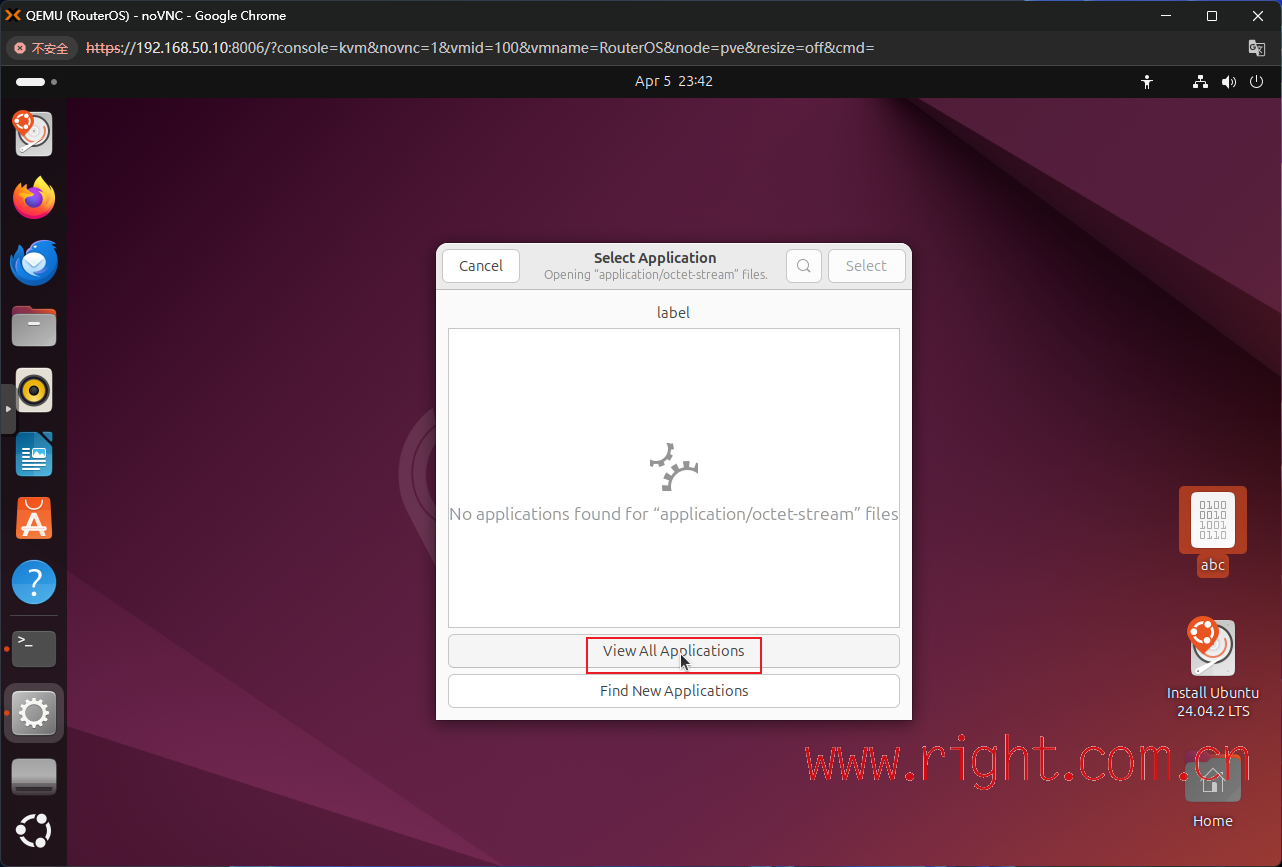 QEMU (RouterOS) - noVNC - Google Chrome
不安全
https://192.168.50.10:8006/?console=kvm&novnc=1&vmid=100&vmname=RouterOS&node=pve&resize=off&cmd=
Apr 5 23:42
Cancel
Select Application
Opening “application/octet-stream” files.
Select
label
No applications found for “application/octet-stream” files
View All Applications
Find New Applications
0100
0010
1001
0110
abc
Install Ubuntu
24.04.2 LTS
www.right.com.cn
Home